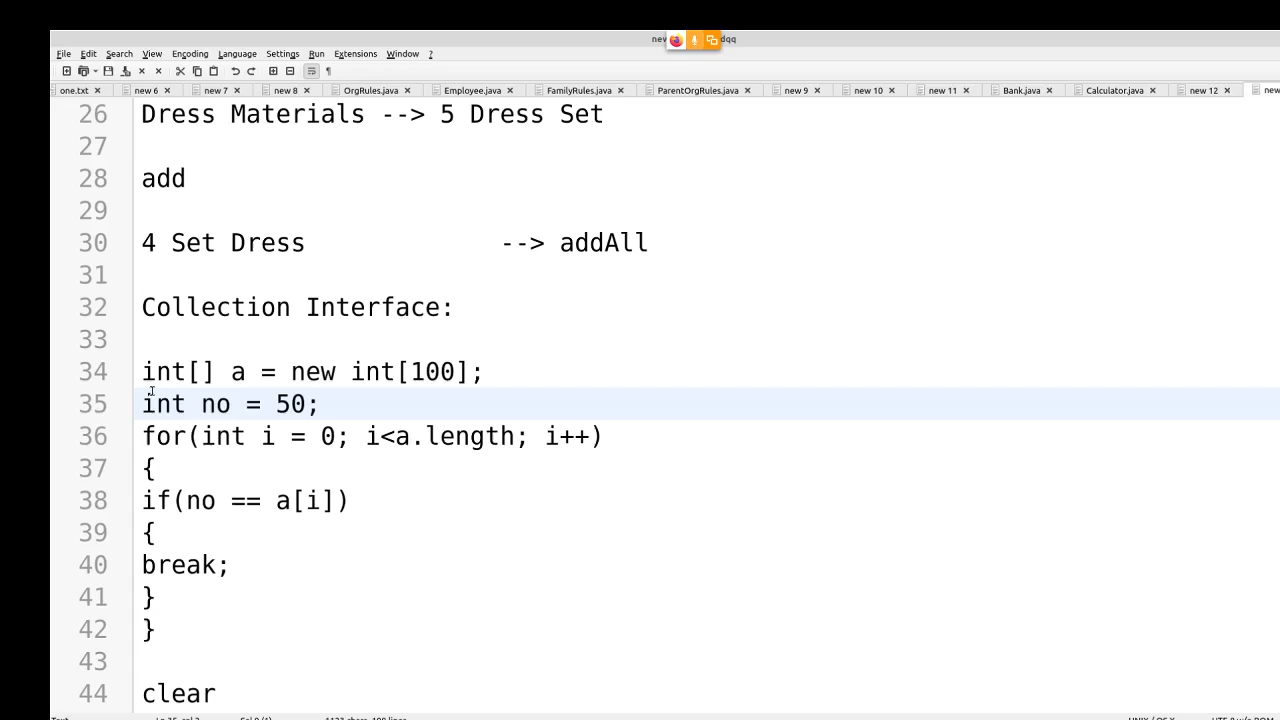 new dqq
File Edit Search View Encoding Language Settings Run Extensions Window ?
one.txt new 6 new 7 new 8 OrgRules.java Employee.java FamilyRules.java ParentOrgRules.java new 9 new 10 new 11 Bank.java Calculator.java new 12 new
26 Dress Materials --> 5 Dress Set
27
28 add
29
30 4 Set Dress --> addAll
31
32 Collection Interface:
33
34 int[] a = new int[100];
35 int no = 50;
36 for(int i = 0; i<a.length; i++)
37 {
38 if(no == a[i])
39 {
40 break;
41 }
42 }
43
44 clear